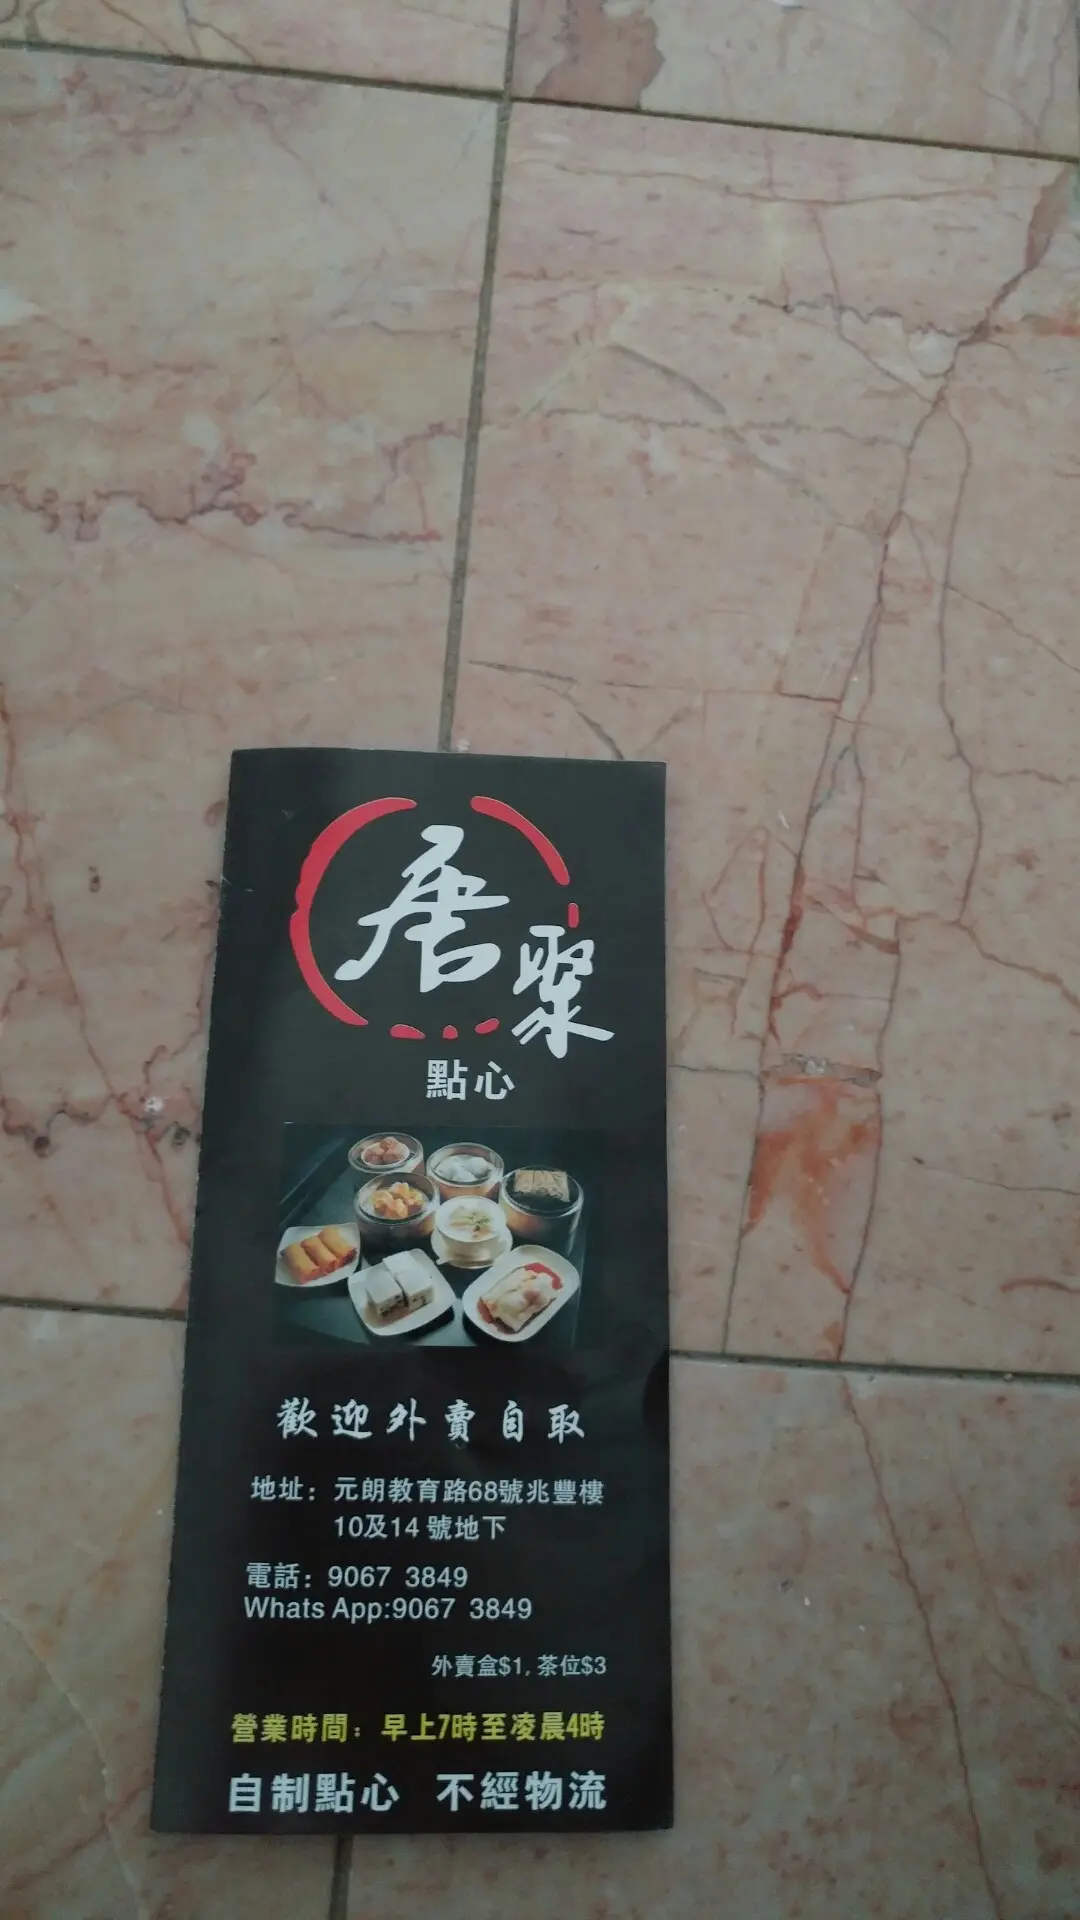 唐聚
點心
歡迎外賣自取
地址：元朗教育路68號兆豐樓
10及14號地下
電話：9067 3849
Whats App:9067 3849
外賣盒$1, 茶位$3
營業時間：早上7時至凌晨4時
自制點心 不經物流